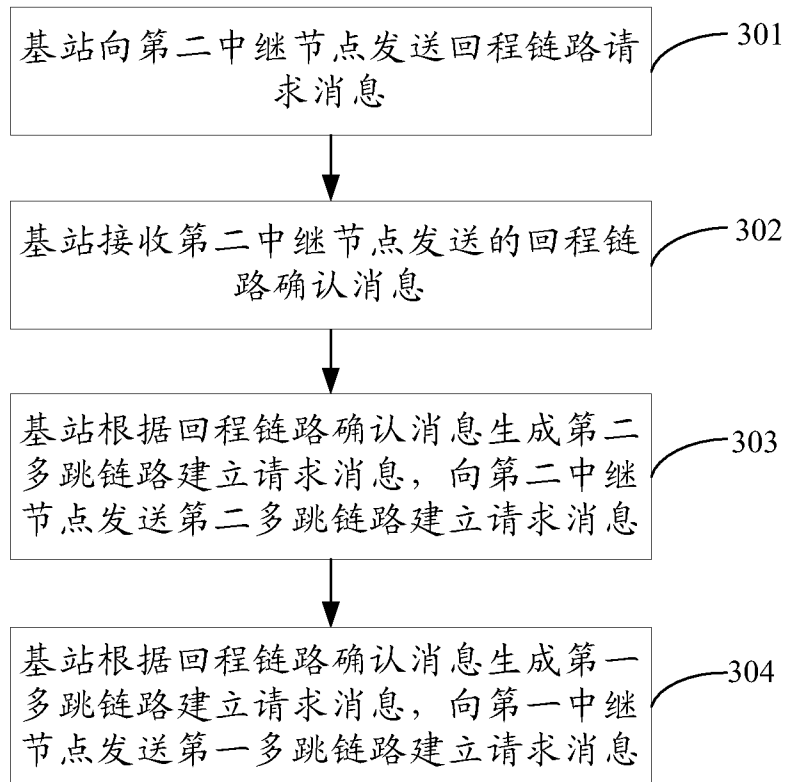 基站向第二中继节点发送回程链路请
求消息
301
基站接收第二中继节点发送的回程链
路确认消息
302
基站根据回程链路确认消息生成第二
多跳链路建立请求消息，向第二中继
节点发送第二多跳链路建立请求消息
303
基站根据回程链路确认消息生成第一
多跳链路建立请求消息，向第一中继
节点发送第一多跳链路建立请求消息
304